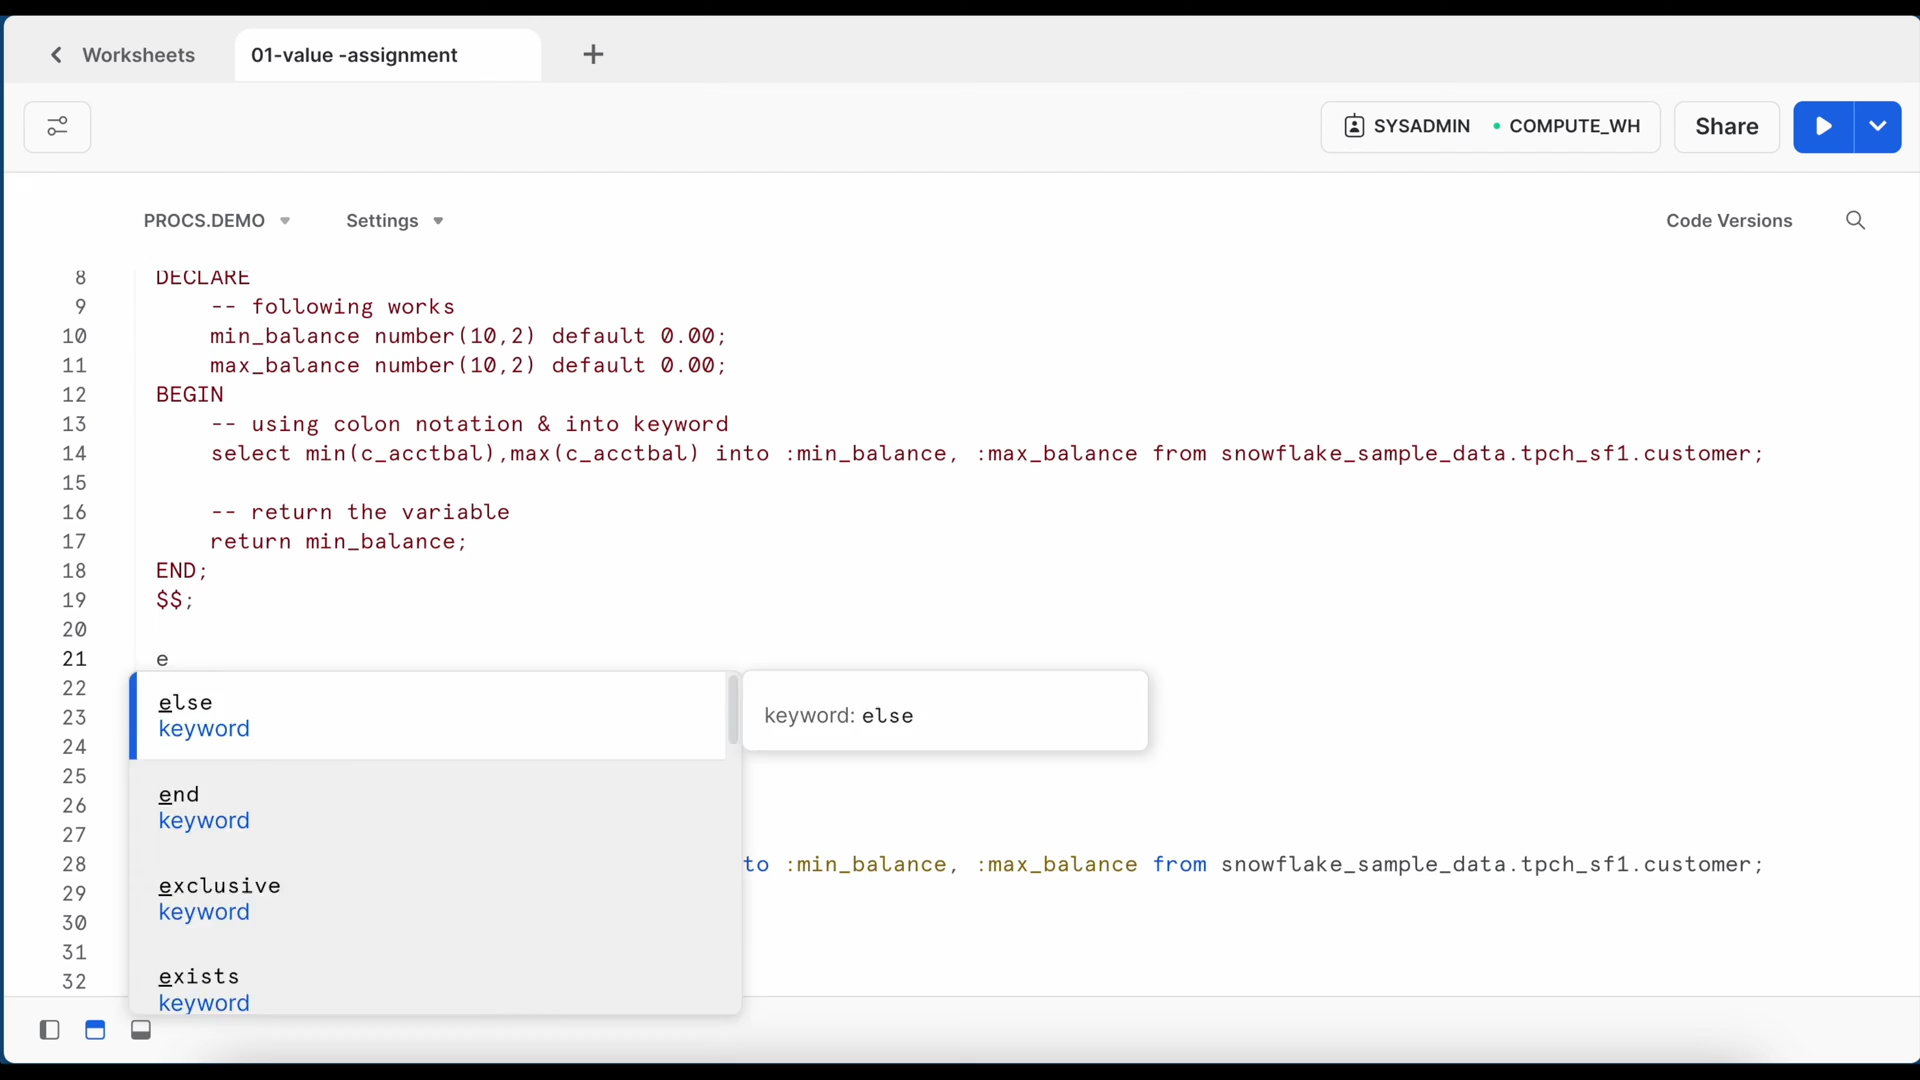 Worksheets
01-value -assignment
SYSADMIN
COMPUTE_WH
Share
PROCS.DEMO
Settings
Code Versions
8 DECLARE
9 -- following works
10 min_balance number(10,2) default 0.00;
11 max_balance number(10,2) default 0.00;
12 BEGIN
13 -- using colon notation & into keyword
14 select min(c_acctbal),max(c_acctbal) into :min_balance, :max_balance from snowflake_sample_data.tpch_sf1.customer;
15
16 -- return the variable
17 return min_balance;
18 END;
19 $$;
20
21 e
22
23
24
25
26
27
28 to :min_balance, :max_balance from snowflake_sample_data.tpch_sf1.customer;
29
30
31
32
else
keyword
keyword: else
end
keyword
exclusive
keyword
exists
keyword